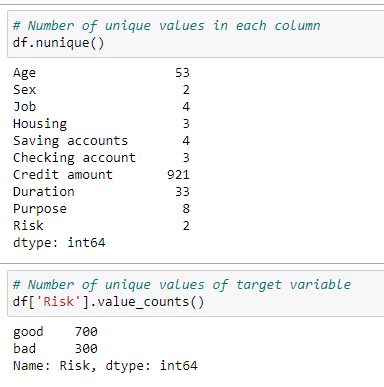 # Number of unique values in each column
df.nunique()
Age 53
Sex 2
Job 4
Housing 3
Saving accounts 4
Checking account 3
Credit amount 921
Duration 33
Purpose 8
Risk 2
dtype: int64
# Number of unique values of target variable
df['Risk'].value_counts()
good 700
bad 300
Name: Risk, dtype: int64